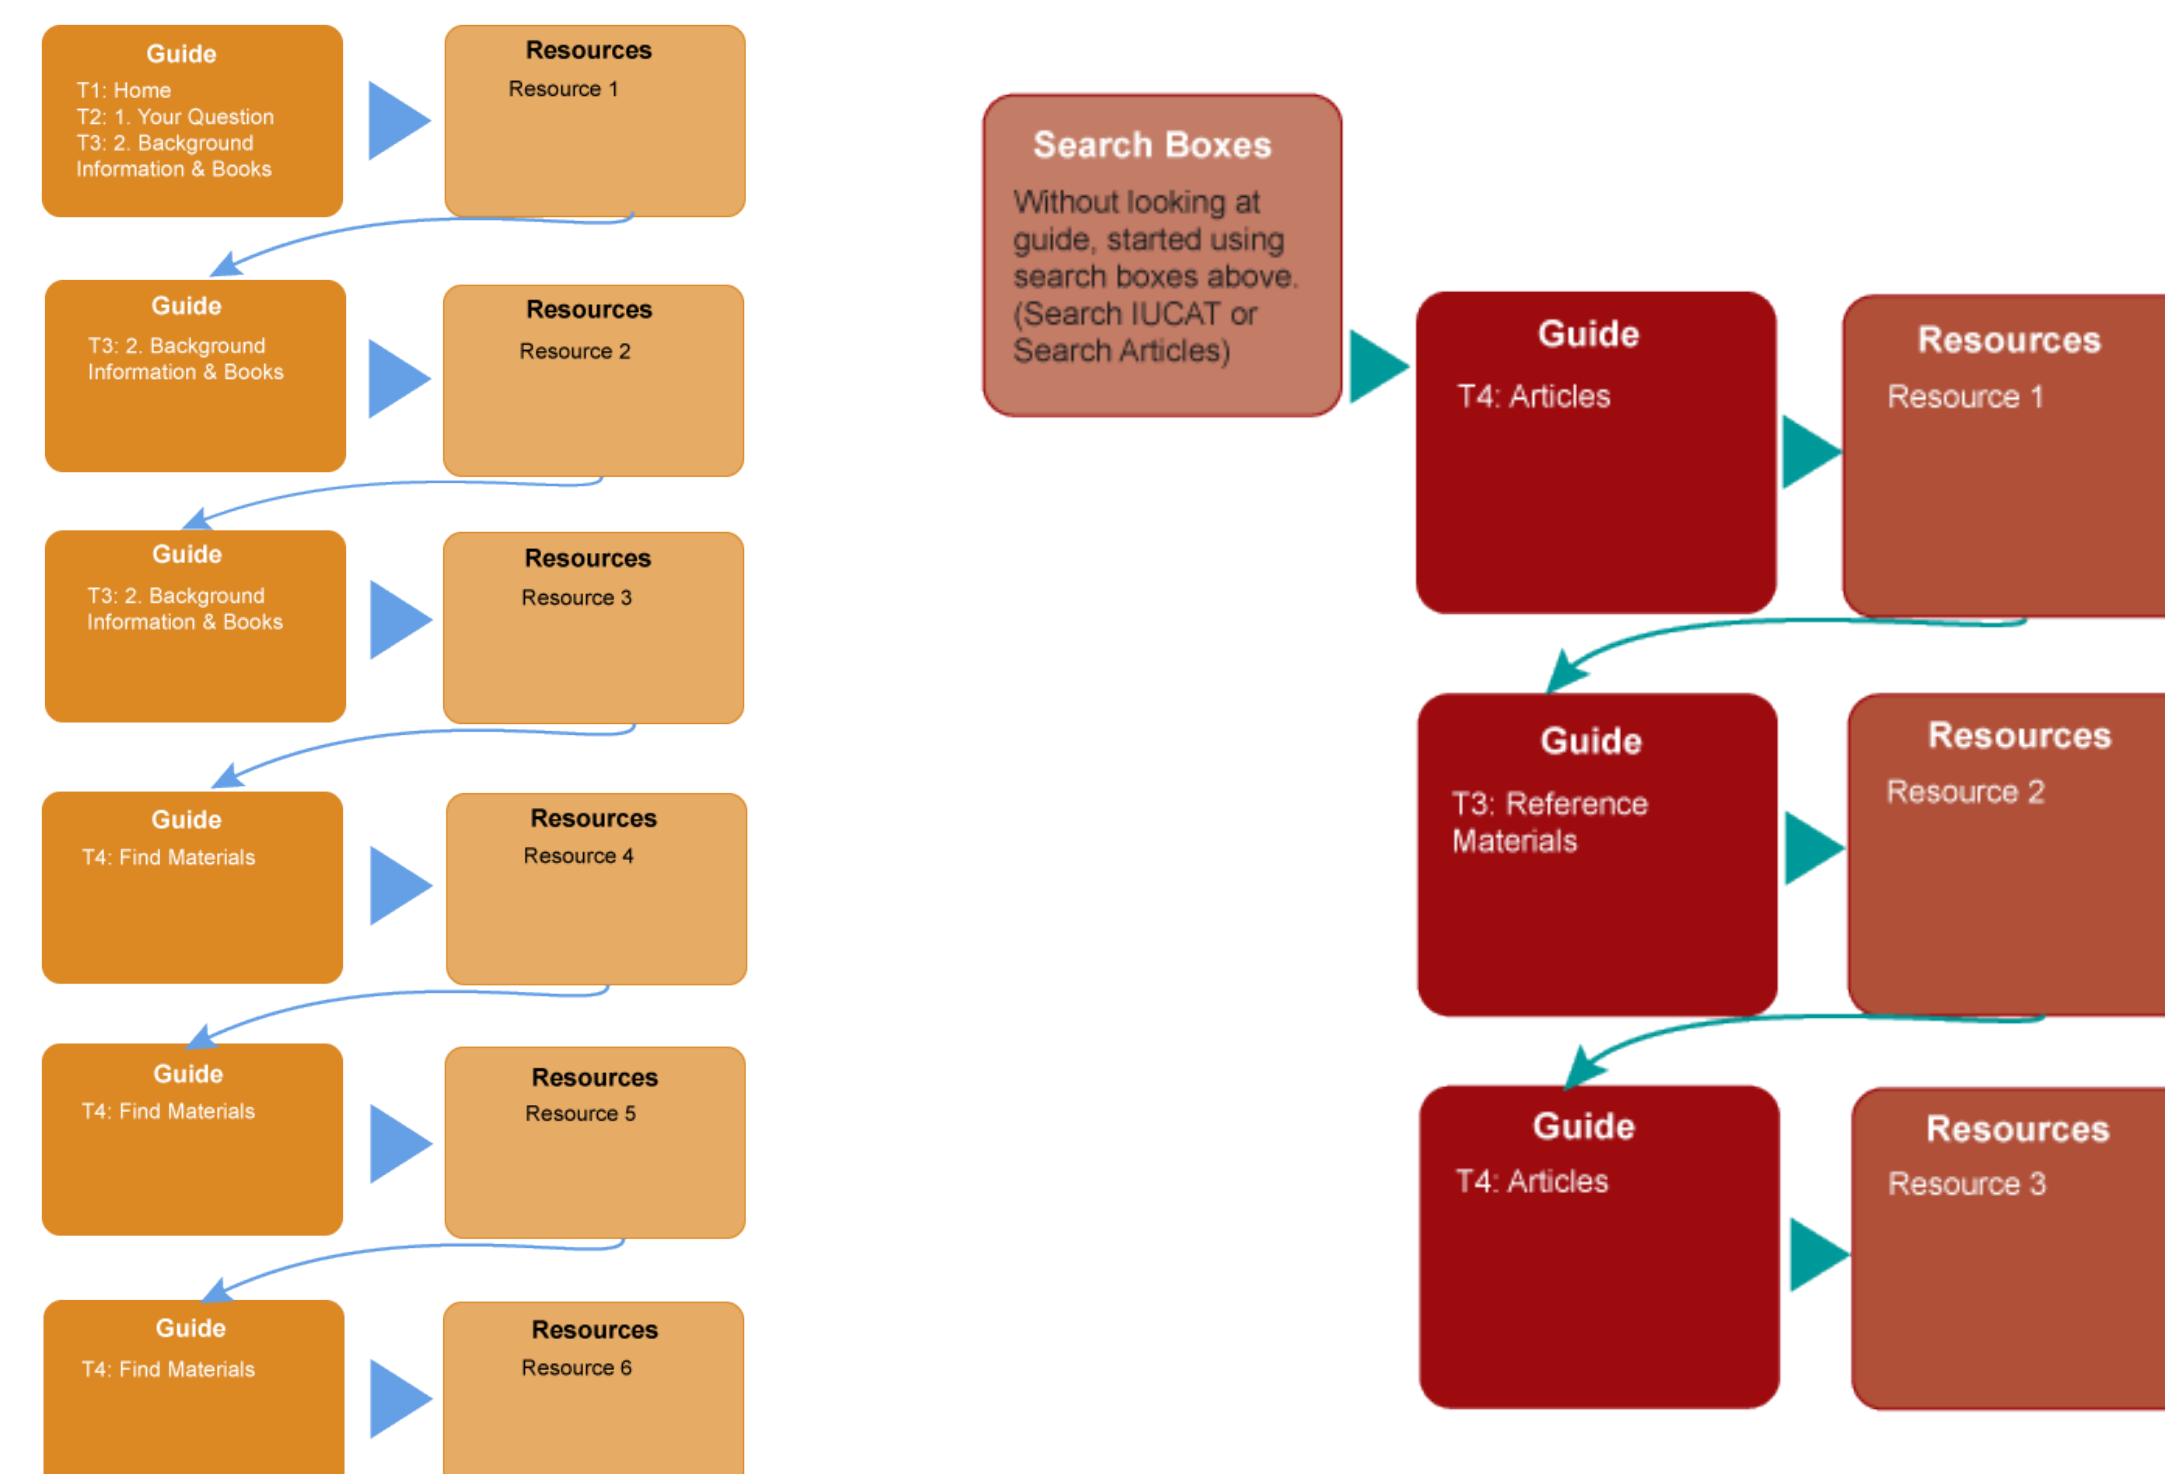 Guide
T1: Home
T2: 1. Your Question
T3: 2. Background
Information & Books
Resources
Resource 1
Guide
T3: 2. Background
Information & Books
Resources
Resource 2
Guide
T3: 2. Background
Information & Books
Resources
Resource 3
Guide
T4: Find Materials
Resources
Resource 4
Guide
T4: Find Materials
Resources
Resource 5
Guide
T4: Find Materials
Resources
Resource 6
Search Boxes
Without looking at
guide, started using
search boxes above.
(Search IUCAT or
Search Articles)
Guide
T4: Articles
Resources
Resource 1
Guide
T3: Reference
Materials
Resources
Resource 2
Guide
T4: Articles
Resources
Resource 3